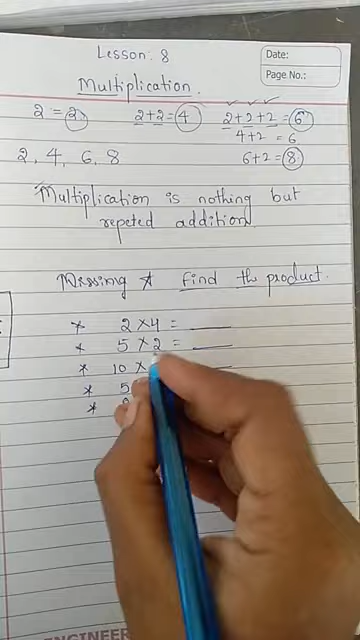 Lesson: 8
Date:
Page No.:
Multiplication.
2 = 2 2+2=4 2+2+2=6
4+2 = 6
2, 4, 6, 8 6+2=8
Multiplication is nothing but
repeted addition.
Missing * find the product.
* 2×4 =
* 5×2 =
* 10×
* 5
*
ENGINEER